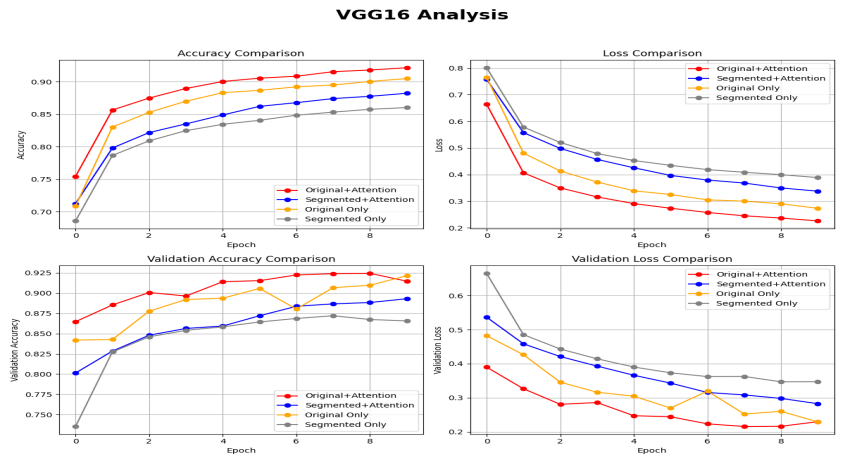 VGG16 Analysis
Accuracy Comparison
Accuracy
0.90
0.85
0.80
0.75
0.70
0
2
4
6
8
Epoch
Original+Attention
Segmented+Attention
Original Only
Segmented Only
Loss Comparison
Loss
0.8
0.7
0.6
0.5
0.4
0.3
0.2
0
2
4
6
8
Epoch
Original+Attention
Segmented+Attention
Original Only
Segmented Only
Validation Accuracy Comparison
Validation Accuracy
0.925
0.900
0.875
0.850
0.825
0.800
0.775
0.750
0
2
4
6
8
Epoch
Original+Attention
Segmented+Attention
Original Only
Segmented Only
Validation Loss Comparison
Validation Loss
0.6
0.5
0.4
0.3
0.2
0
2
4
6
8
Epoch
Original+Attention
Segmented+Attention
Original Only
Segmented Only